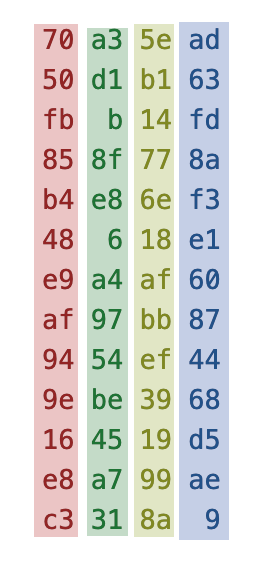 70 a3 5e ad
50 d1 b1 63
fb b 14 fd
85 8f 77 8a
b4 e8 6e f3
48 6 18 e1
e9 a4 af 60
af 97 bb 87
94 54 ef 44
9e be 39 68
16 45 19 d5
e8 a7 99 ae
c3 31 8a 9